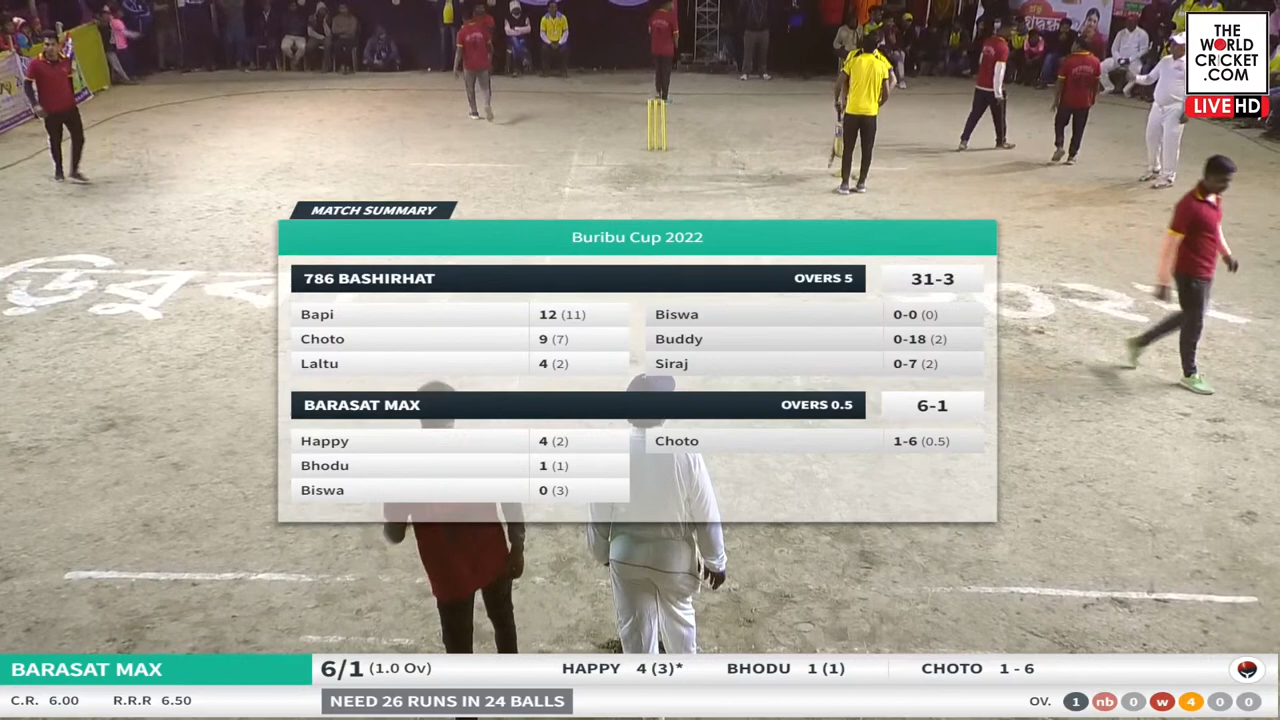 THE
WORLD
CRICKET
.COM
LIVE HD
MATCH SUMMARY
Buribu Cup 2022
786 BASHIRHAT OVERS 5 31-3
Bapi 12 (11) Biswa 0-0 (0)
Choto 9 (7) Buddy 0-18 (2)
Laltu 4 (2) Siraj 0-7 (2)
BARASAT MAX OVERS 0.5 6-1
Happy 4 (2) Choto 1-6 (0.5)
Bhodu 1 (1)
Biswa 0 (3)
BARASAT MAX 6/1 (1.0 Ov) HAPPY 4 (3)* BHODU 1 (1) CHOTO 1 - 6
C.R. 6.00 R.R.R 6.50 NEED 26 RUNS IN 24 BALLS OV. 1 nb 0 w 4 0 0